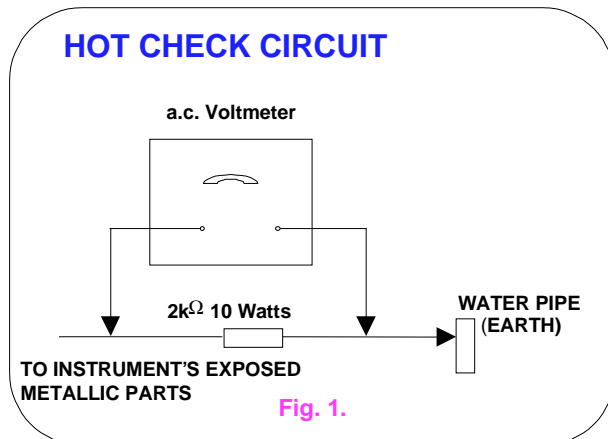 HOT CHECK CIRCUIT
a.c. Voltmeter
2kΩ 10 Watts
WATER PIPE
(EARTH)
TO INSTRUMENT'S EXPOSED
METALLIC PARTS
Fig. 1.